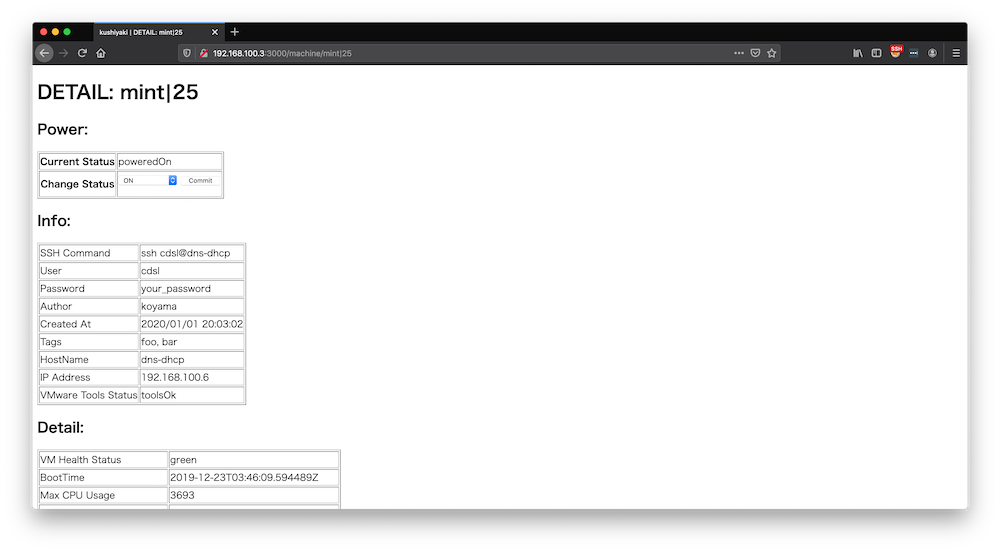 kushiyaki | DETAIL: mint|25
192.168.100.3:3000/machine/mint|25
SSH
DETAIL: mint|25
Power:
Current Status poweredOn
Change Status ON Commit
Info:
SSH Command ssh cdsl@dns-dhcp
User cdsl
Password your_password
Author koyama
Created At 2020/01/01 20:03:02
Tags foo, bar
HostName dns-dhcp
IP Address 192.168.100.6
VMware Tools Status toolsOk
Detail:
VM Health Status green
BootTime 2019-12-23T03:46:09.594489Z
Max CPU Usage 3693